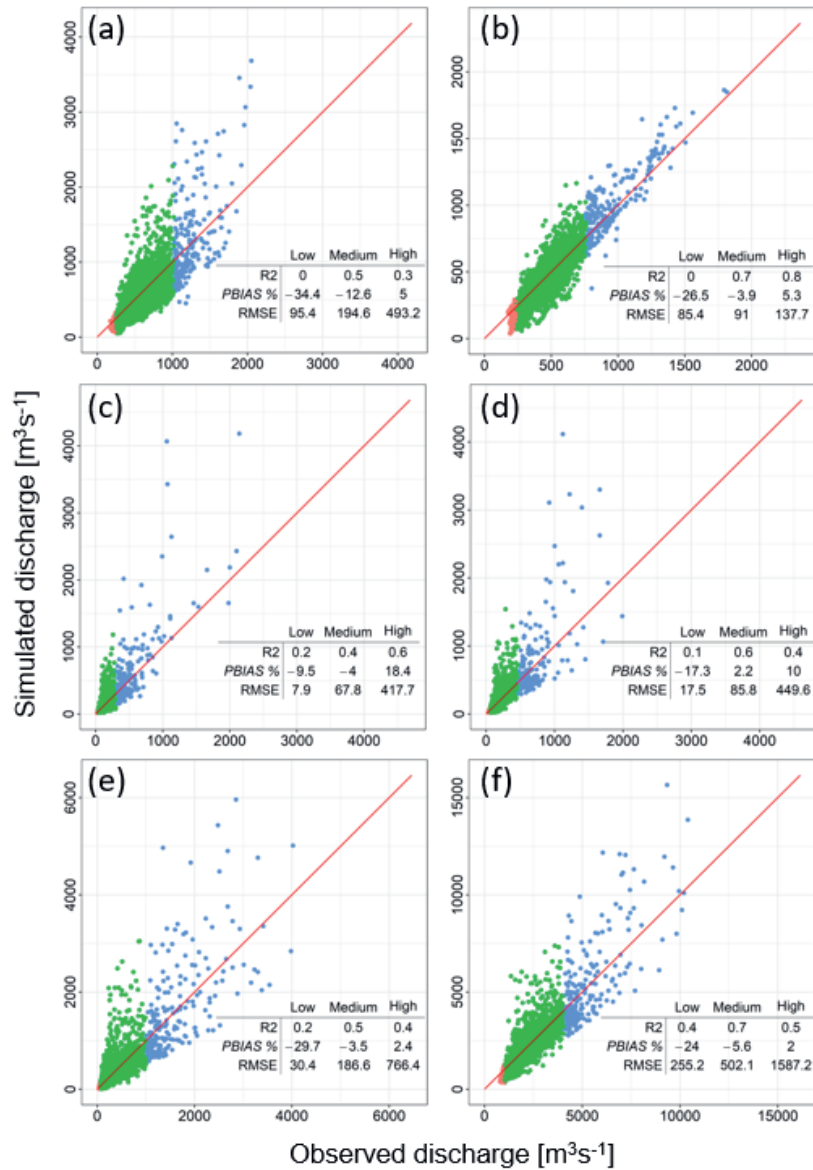 (a)
4000
3000
2000
1000
0
Low Medium High
R2 0 0.5 0.3
PBIAS % −34.4 −12.6 5
RMSE 95.4 194.6 493.2
0 1000 2000 3000 4000
(b)
2000
1500
1000
500
0
Low Medium High
R2 0 0.7 0.8
PBIAS % −26.5 −3.9 5.3
RMSE 85.4 91 137.7
0 500 1000 1500 2000
Simulated discharge [m³s⁻¹]
(c)
4000
3000
2000
1000
0
Low Medium High
R2 0.2 0.4 0.6
PBIAS % −9.5 −4 18.4
RMSE 7.9 67.8 417.7
0 1000 2000 3000 4000
(d)
4000
3000
2000
1000
0
Low Medium High
R2 0.1 0.6 0.4
PBIAS % −17.3 2.2 10
RMSE 17.5 85.8 449.6
0 1000 2000 3000 4000
(e)
6000
4000
2000
0
Low Medium High
R2 0.2 0.5 0.4
PBIAS % −29.7 −3.5 2.4
RMSE 30.4 186.6 766.4
0 2000 4000 6000
(f)
15000
10000
5000
0
Low Medium High
R2 0.4 0.7 0.5
PBIAS % −24 −5.6 2
RMSE 255.2 502.1 1587.2
0 5000 10000 15000
Observed discharge [m³s⁻¹]